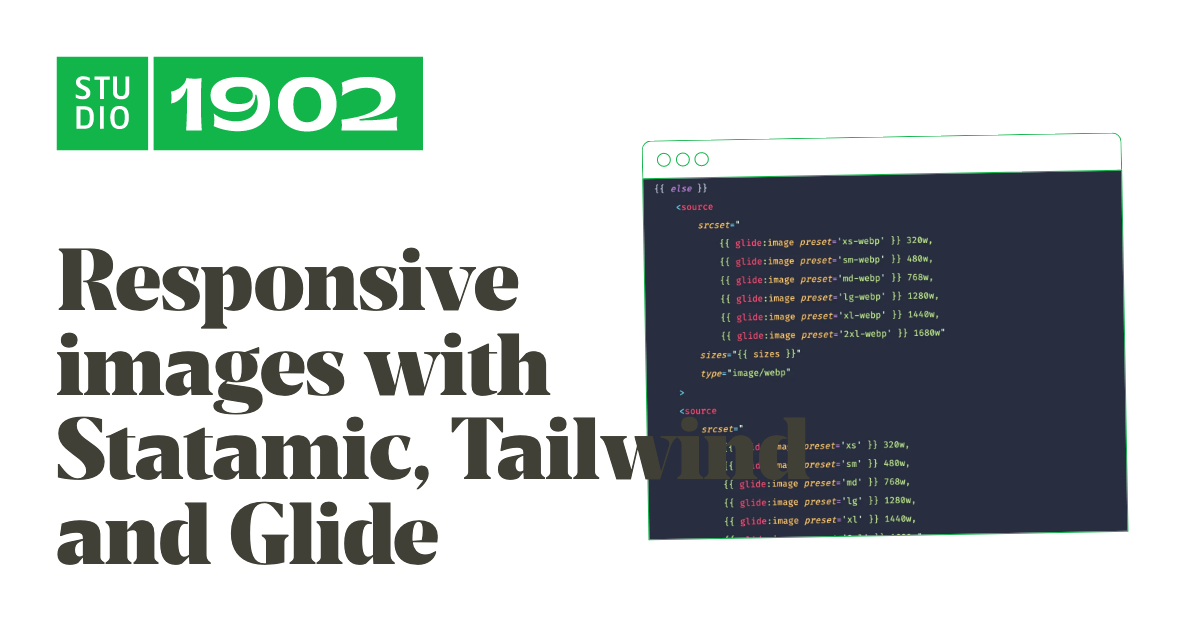 STU
DIO
1902
Responsive
images with
Statamic, Tailwind
and Glide
{{ else }}
<source
srcset="
{{ glide:image preset='xs-webp' }} 320w,
{{ glide:image preset='sm-webp' }} 480w,
{{ glide:image preset='md-webp' }} 768w,
{{ glide:image preset='lg-webp' }} 1280w,
{{ glide:image preset='xl-webp' }} 1440w,
{{ glide:image preset='2xl-webp' }} 1680w"
sizes="{{ sizes }}"
type="image/webp"
>
<source
srcset="
{{ glide:image preset='xs' }} 320w,
{{ glide:image preset='sm' }} 480w,
{{ glide:image preset='md' }} 768w,
{{ glide:image preset='lg' }} 1280w,
{{ glide:image preset='xl' }} 1440w,